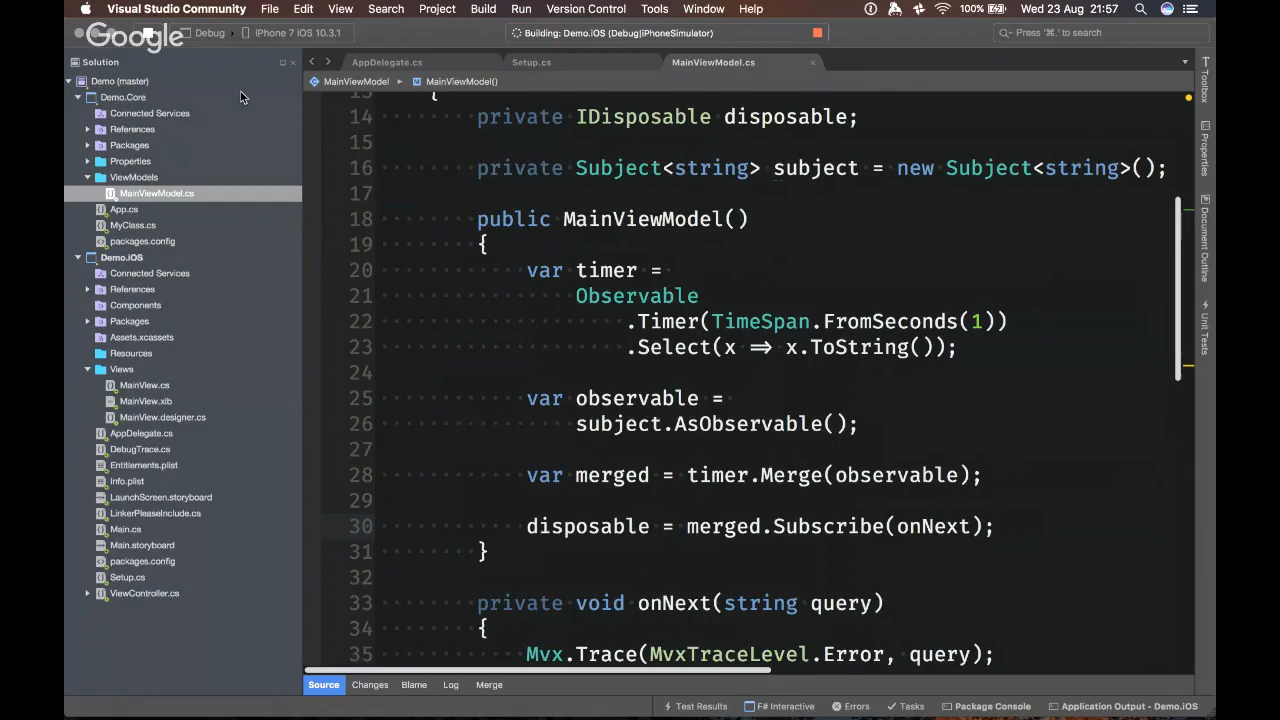 Visual Studio Community File Edit View Search Project Build Run Version Control Tools Window Help 100% Wed 23 Aug 21:57
Google
Debug > iPhone 7 iOS 10.3.1 Building: Demo.iOS (Debug|iPhoneSimulator) Press '⌘.' to search
Solution
Demo (master)
Demo.Core
Connected Services
References
Packages
Properties
ViewModels
MainViewModel.cs
App.cs
MyClass.cs
packages.config
Demo.iOS
Connected Services
References
Components
Packages
Assets.xcassets
Resources
Views
MainView.cs
MainView.xib
MainView.designer.cs
AppDelegate.cs
DebugTrace.cs
Entitlements.plist
Info.plist
LaunchScreen.storyboard
LinkerPleaseInclude.cs
Main.cs
Main.storyboard
packages.config
Setup.cs
ViewController.cs
AppDelegate.cs Setup.cs MainViewModel.cs
MainViewModel MainViewModel()
13 {
14 private IDisposable disposable;
15
16 private Subject<string> subject = new Subject<string>();
17
18 public MainViewModel()
19 {
20 var timer =
21 Observable
22 .Timer(TimeSpan.FromSeconds(1))
23 .Select(x => x.ToString());
24
25 var observable =
26 subject.AsObservable();
27
28 var merged = timer.Merge(observable);
29
30 disposable = merged.Subscribe(onNext);
31 }
32
33 private void onNext(string query)
34 {
35 Mvx.Trace(MvxTraceLevel.Error, query);
Source Changes Blame Log Merge
Toolbox
Properties
Document Outline
Unit Tests
Test Results F# Interactive Errors Tasks Package Console Application Output - Demo.iOS